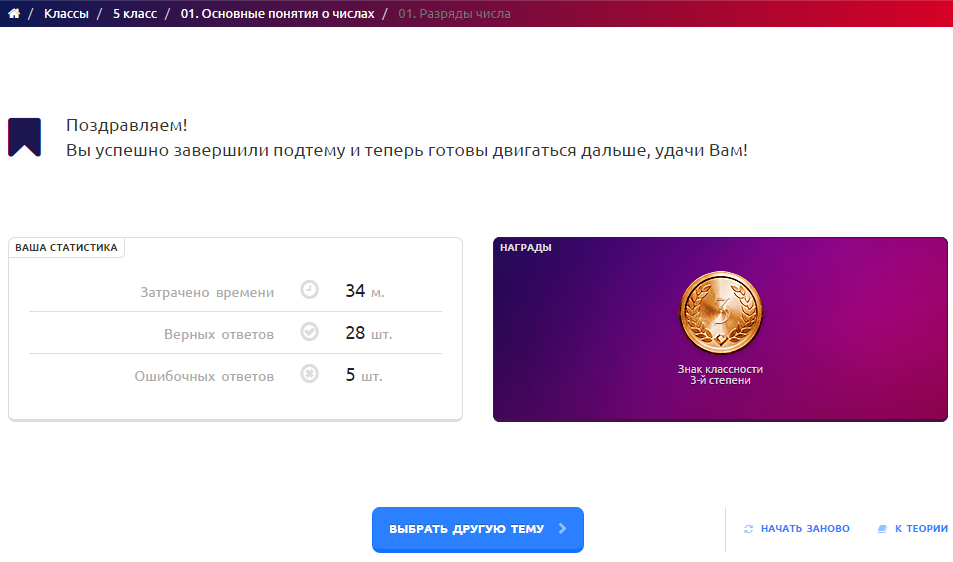 / Классы / 5 класс / 01. Основные понятия о числах / 01. Разряды числа
Поздравляем!
Вы успешно завершили подтему и теперь готовы двигаться дальше, удачи Вам!
ВАША СТАТИСТИКА
Затрачено времени 34 м.
Верных ответов 28 шт.
Ошибочных ответов 5 шт.
НАГРАДЫ
3
Знак классности
3-й степени
ВЫБРАТЬ ДРУГУЮ ТЕМУ
НАЧАТЬ ЗАНОВО
К ТЕОРИИ